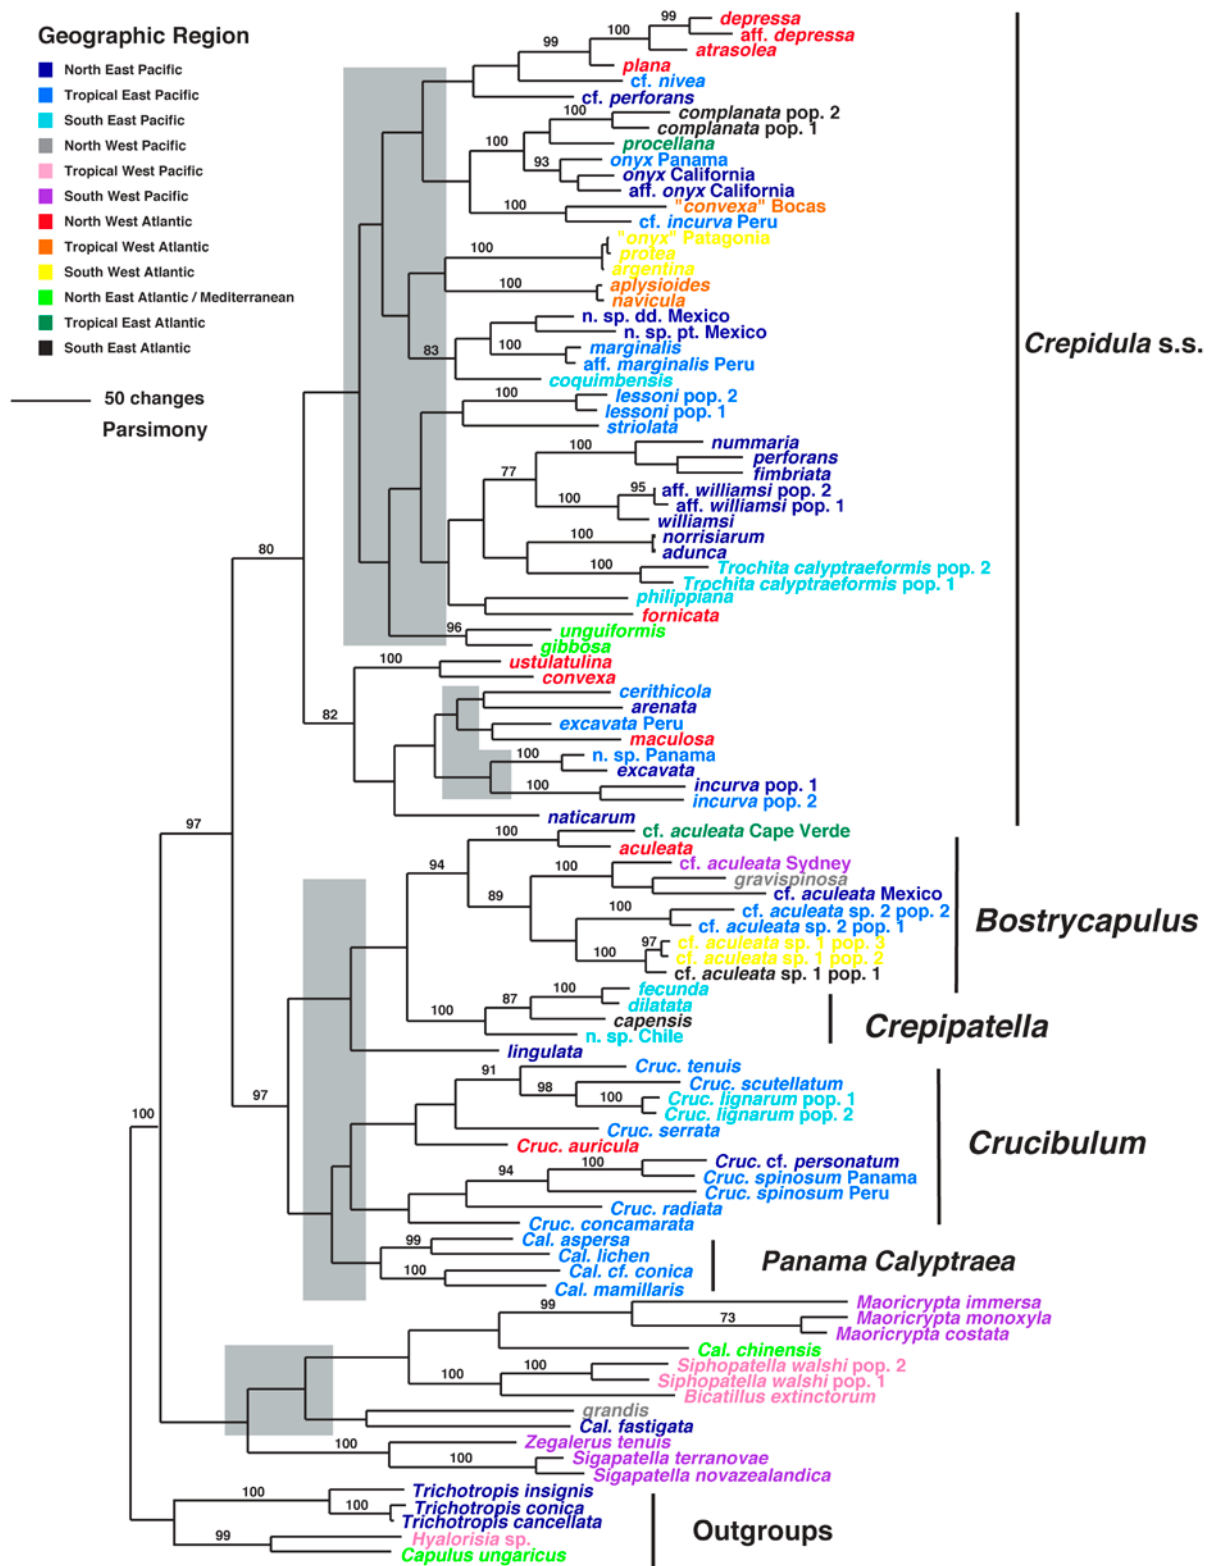 Geographic Region
North East Pacific
Tropical East Pacific
South East Pacific
North West Pacific
Tropical West Pacific
South West Pacific
North West Atlantic
Tropical West Atlantic
South West Atlantic
North East Atlantic / Mediterranean
Tropical East Atlantic
South East Atlantic
50 changes
Parsimony
99 depressa
100 aff. depressa
99 atrasolea
plana
cf. nivea
cf. perforans
100 complanata pop. 2
complanata pop. 1
100 procellana
93 onyx Panama
onyx California
aff. onyx California
100 "convexa" Bocas
cf. incurva Peru
"onyx" Patagonia
100 protea
argentina
100 aplysioides
navicula
n. sp. dd. Mexico
n. sp. pt. Mexico
83 100 marginalis
aff. marginalis Peru
coquimbensis
100 lessoni pop. 2
lessoni pop. 1
striolata
100 nummaria
perforans
77 fimbriata
95 aff. williamsi pop. 2
100 aff. williamsi pop. 1
williamsi
100 norrisiarum
adunca
100 Trochita calyptraeformis pop. 2
Trochita calyptraeformis pop. 1
philippiana
fornicata
96 unguiformis
gibbosa
80
100 ustulatulina
convexa
82
cerithicola
arenata
excavata Peru
maculosa
100 n. sp. Panama
excavata
100 incurva pop. 1
incurva pop. 2
naticarum
Crepidula s.s.
97
100 cf. aculeata Cape Verde
aculeata
94
100 cf. aculeata Sydney
gravispinosa
89 cf. aculeata Mexico
100 cf. aculeata sp. 2 pop. 2
cf. aculeata sp. 2 pop. 1
97 cf. aculeata sp. 1 pop. 3
100 cf. aculeata sp. 1 pop. 2
cf. aculeata sp. 1 pop. 1
Bostrycapulus
100 fecunda
87 dilatata
100 capensis
n. sp. Chile
Crepipatella
lingulata
97
100
91 Cruc. tenuis
98 Cruc. scutellatum
100 Cruc. lignarum pop. 1
Cruc. lignarum pop. 2
Cruc. serrata
Cruc. auricula
100 Cruc. cf. personatum
94 Cruc. spinosum Panama
Cruc. spinosum Peru
Cruc. radiata
Cruc. concamarata
Crucibulum
99 Cal. aspersa
Cal. lichen
100 Cal. cf. conica
Cal. mamillaris
Panama Calyptraea
99 Maoricrypta immersa
73 Maoricrypta monoxyla
Maoricrypta costata
Cal. chinensis
100 Siphopatella walshi pop. 2
100 Siphopatella walshi pop. 1
Bicatillus extinctorum
grandis
Cal. fastigata
100 Zegalerus tenuis
100 Sigapatella terranovae
Sigapatella novazealandica
100 Trichotropis insignis
100 Trichotropis conica
Trichotropis cancellata
99 Hyalorisia sp.
Capulus ungaricus
Outgroups